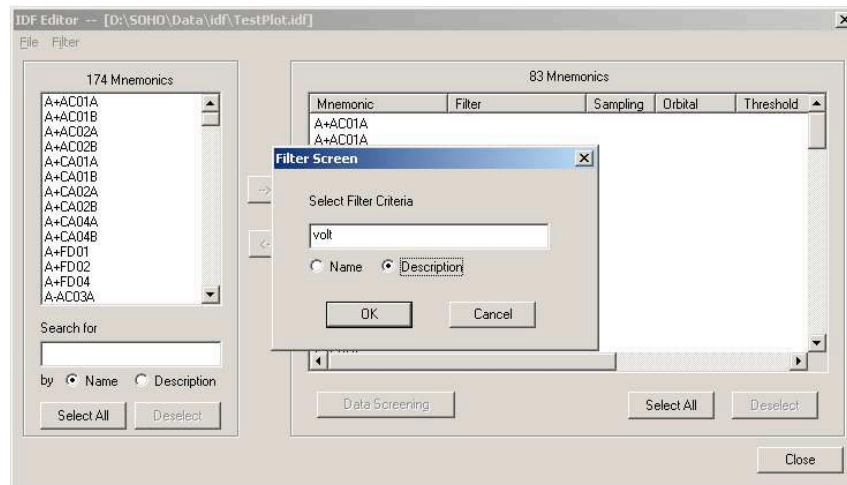 IDF Editor -- [D:\SOHO\Data\idf\TestPlot.idf]
File Filter
174 Mnemonics
A+AC01A
A+AC01B
A+AC02A
A+AC02B
A+CA01A
A+CA01B
A+CA02A
A+CA02B
A+CA04A
A+CA04B
A+FD01
A+FD02
A+FD04
A-AC03A
Search for
by Name Description
Select All Deselect
-->
<-
83 Mnemonics
Mnemonic Filter Sampling Orbital Threshold
A+AC01A
A+AC01A
Filter Screen
Select Filter Criteria
volt
Name Description
OK Cancel
Data Screening Select All Deselect
Close